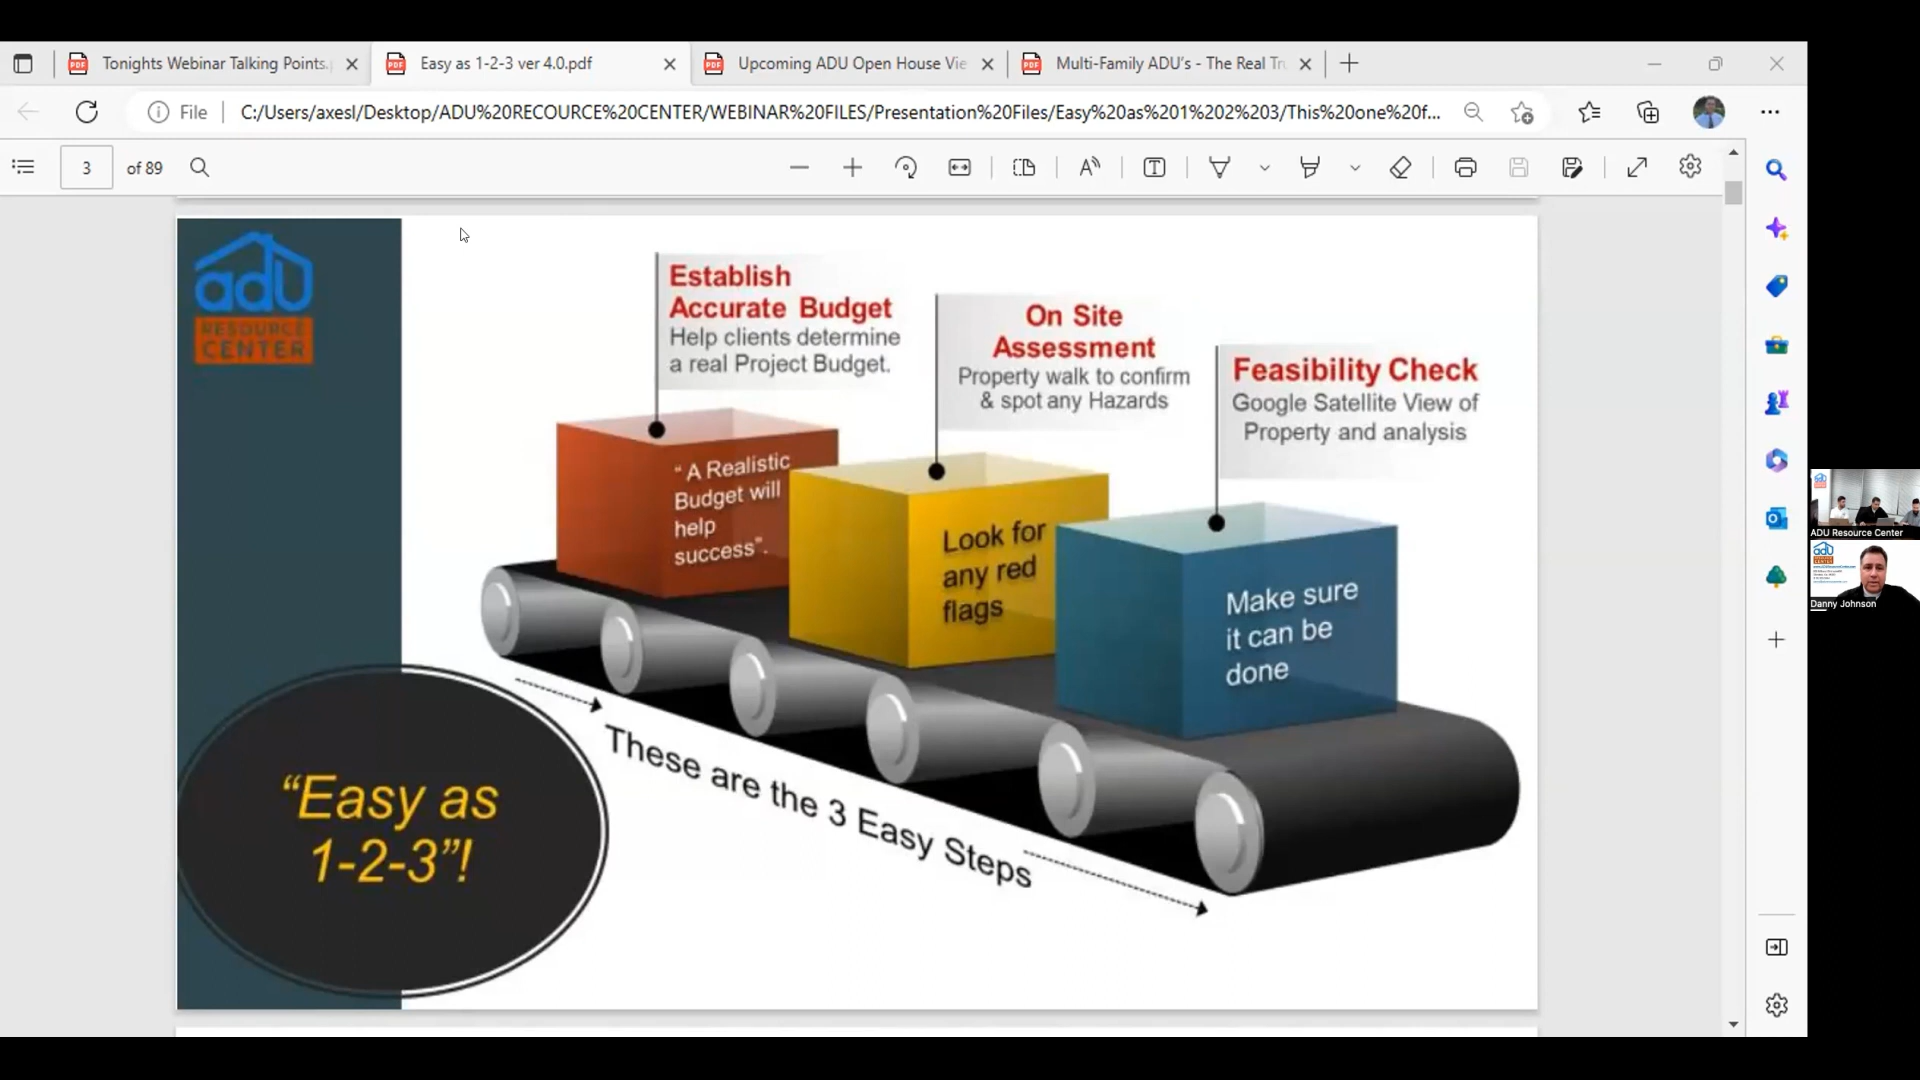 Tonights Webinar Talking Points.
Easy as 1-2-3 ver 4.0.pdf
Upcoming ADU Open House Vie
Multi-Family ADU's - The Real Tr
File
C:/Users/axesl/Desktop/ADU%20RECOURCE%20CENTER/WEBINAR%20FILES/Presentation%20Files/Easy%20as%201%202%203/This%20one%20f...
3 of 89
adU
RESOURCE
CENTER
Establish
Accurate Budget
Help clients determine
a real Project Budget.
On Site
Assessment
Property walk to confirm
& spot any Hazards
Feasibility Check
Google Satellite View of
Property and analysis
“ A Realistic
Budget will
help
success”.
Look for
any red
flags
Make sure
it can be
done
These are the 3 Easy Steps
“Easy as
1-2-3”!
ADU Resource Center
adU
Danny Johnson